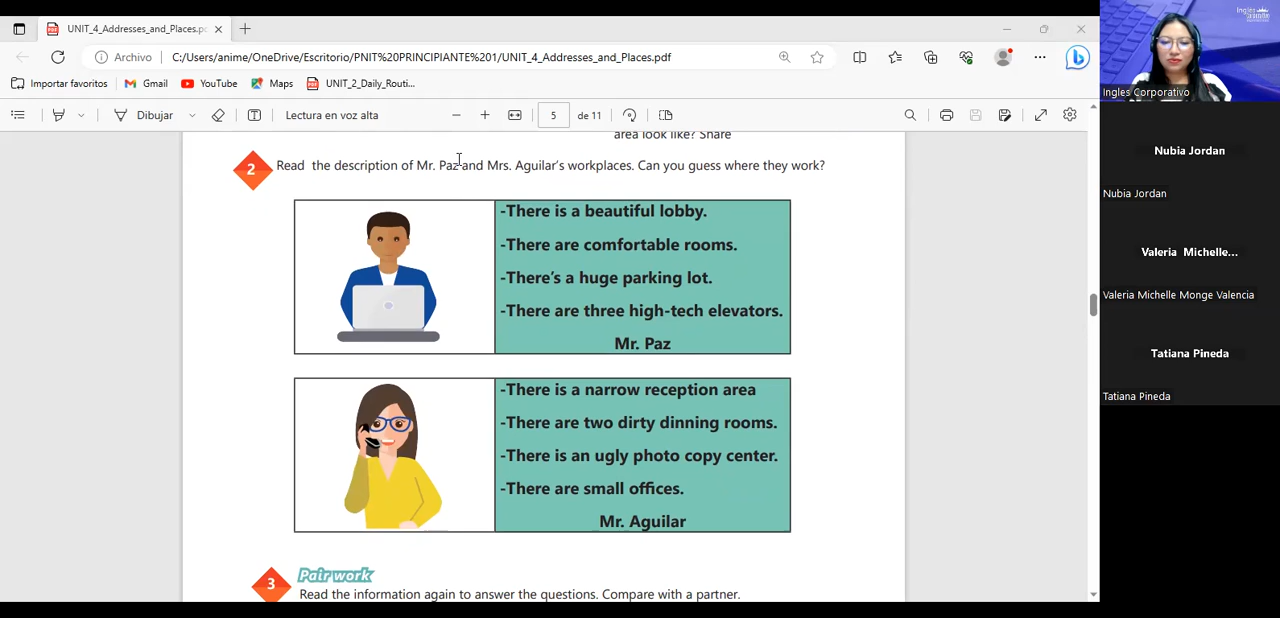 UNIT_4_Addresses_and_Places.pc
Archivo
C:/Users/anime/OneDrive/Escritorio/PNIT%20PRINCIPIANTE%201/UNIT_4_Addresses_and_Places.pdf
Importar favoritos
Gmail
YouTube
Maps
UNIT_2_Daily_Routi...
Dibujar
Lectura en voz alta
5
de 11
area look like? Share
2
Read the description of Mr. Paz and Mrs. Aguilar's workplaces. Can you guess where they work?
-There is a beautiful lobby.
-There are comfortable rooms.
-There's a huge parking lot.
-There are three high-tech elevators.
Mr. Paz
-There is a narrow reception area
-There are two dirty dinning rooms.
-There is an ugly photo copy center.
-There are small offices.
Mr. Aguilar
3
Pair work
Read the information again to answer the questions. Compare with a partner.
Ingles Corporativo
Nubia Jordan
Nubia Jordan
Valeria Michelle...
Valeria Michelle Monge Valencia
Tatiana Pineda
Tatiana Pineda